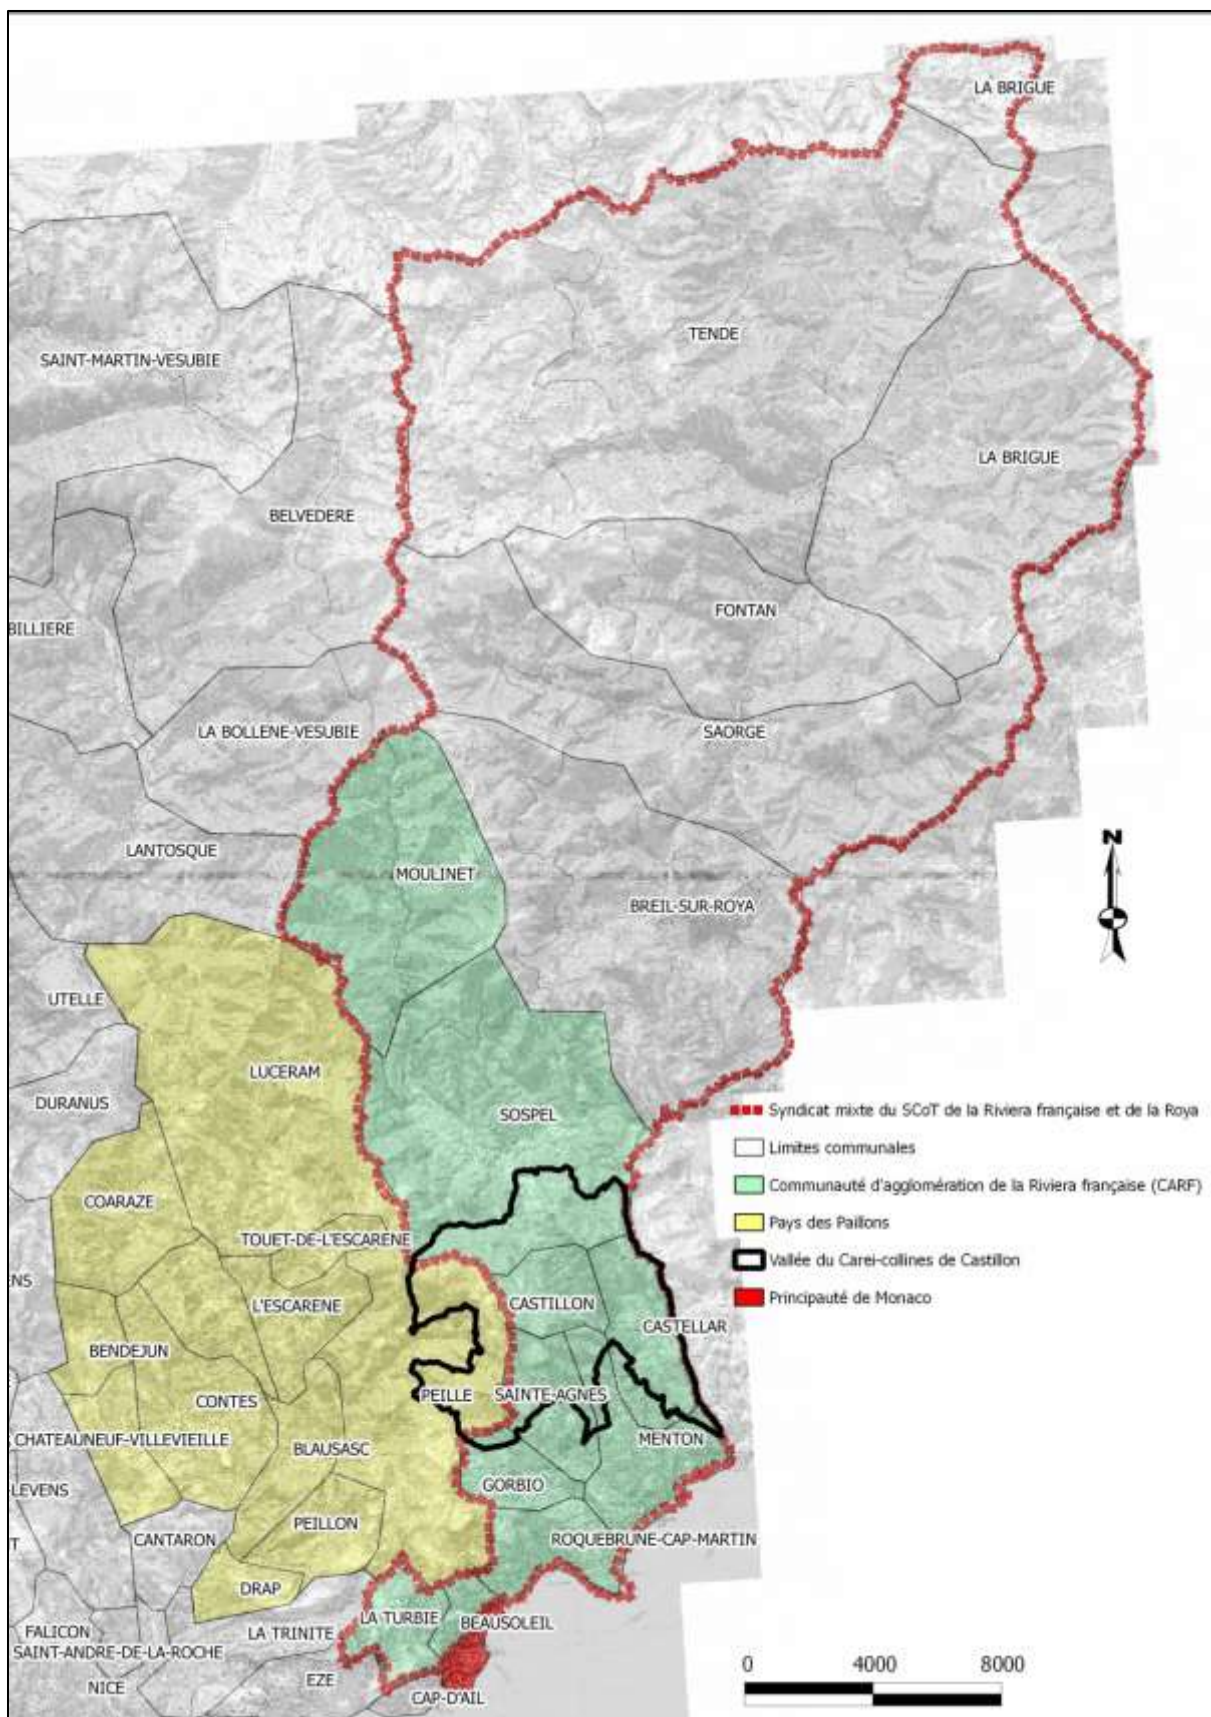 LA BRIGUE
TENDE
SAINT-MARTIN-VESUBIE
LA BRIGUE
BELVEDERE
FONTAN
BILLIERE
LA BOLLENE-VESUBIE
SAORGE
LANTOSQUE
MOULINET
N
BREIL-SUR-ROYA
UTELLE
LUCERAM
DURANUS
SOSPEL
Syndicat mixte du SCoT de la Riviera française et de la Roya
Limites communales
Communauté d'agglomération de la Riviera française (CARF)
Pays des Paillons
Vallée du Carei-collines de Castillon
Principauté de Monaco
COARAZE
TOUET-DE-L'ESCARENE
ENS
L'ESCARENE
CASTILLON
CASTELLAR
BENDEJUN
CONTES
PEILLE
SAINTE-AGNES
CHATEAUNEUF-VILLEVIEILLE
BLAUSASC
MENTON
LEVENS
GORBIO
PEILLON
CANTARON
T
ROQUEBRUNE-CAP-MARTIN
DRAP
LA TURBIE
BEAUSOLEIL
FALICON
LA TRINITE
SAINT-ANDRE-DE-LA-ROCHE
EZE
NICE
CAP-D'AIL
0 4000 8000